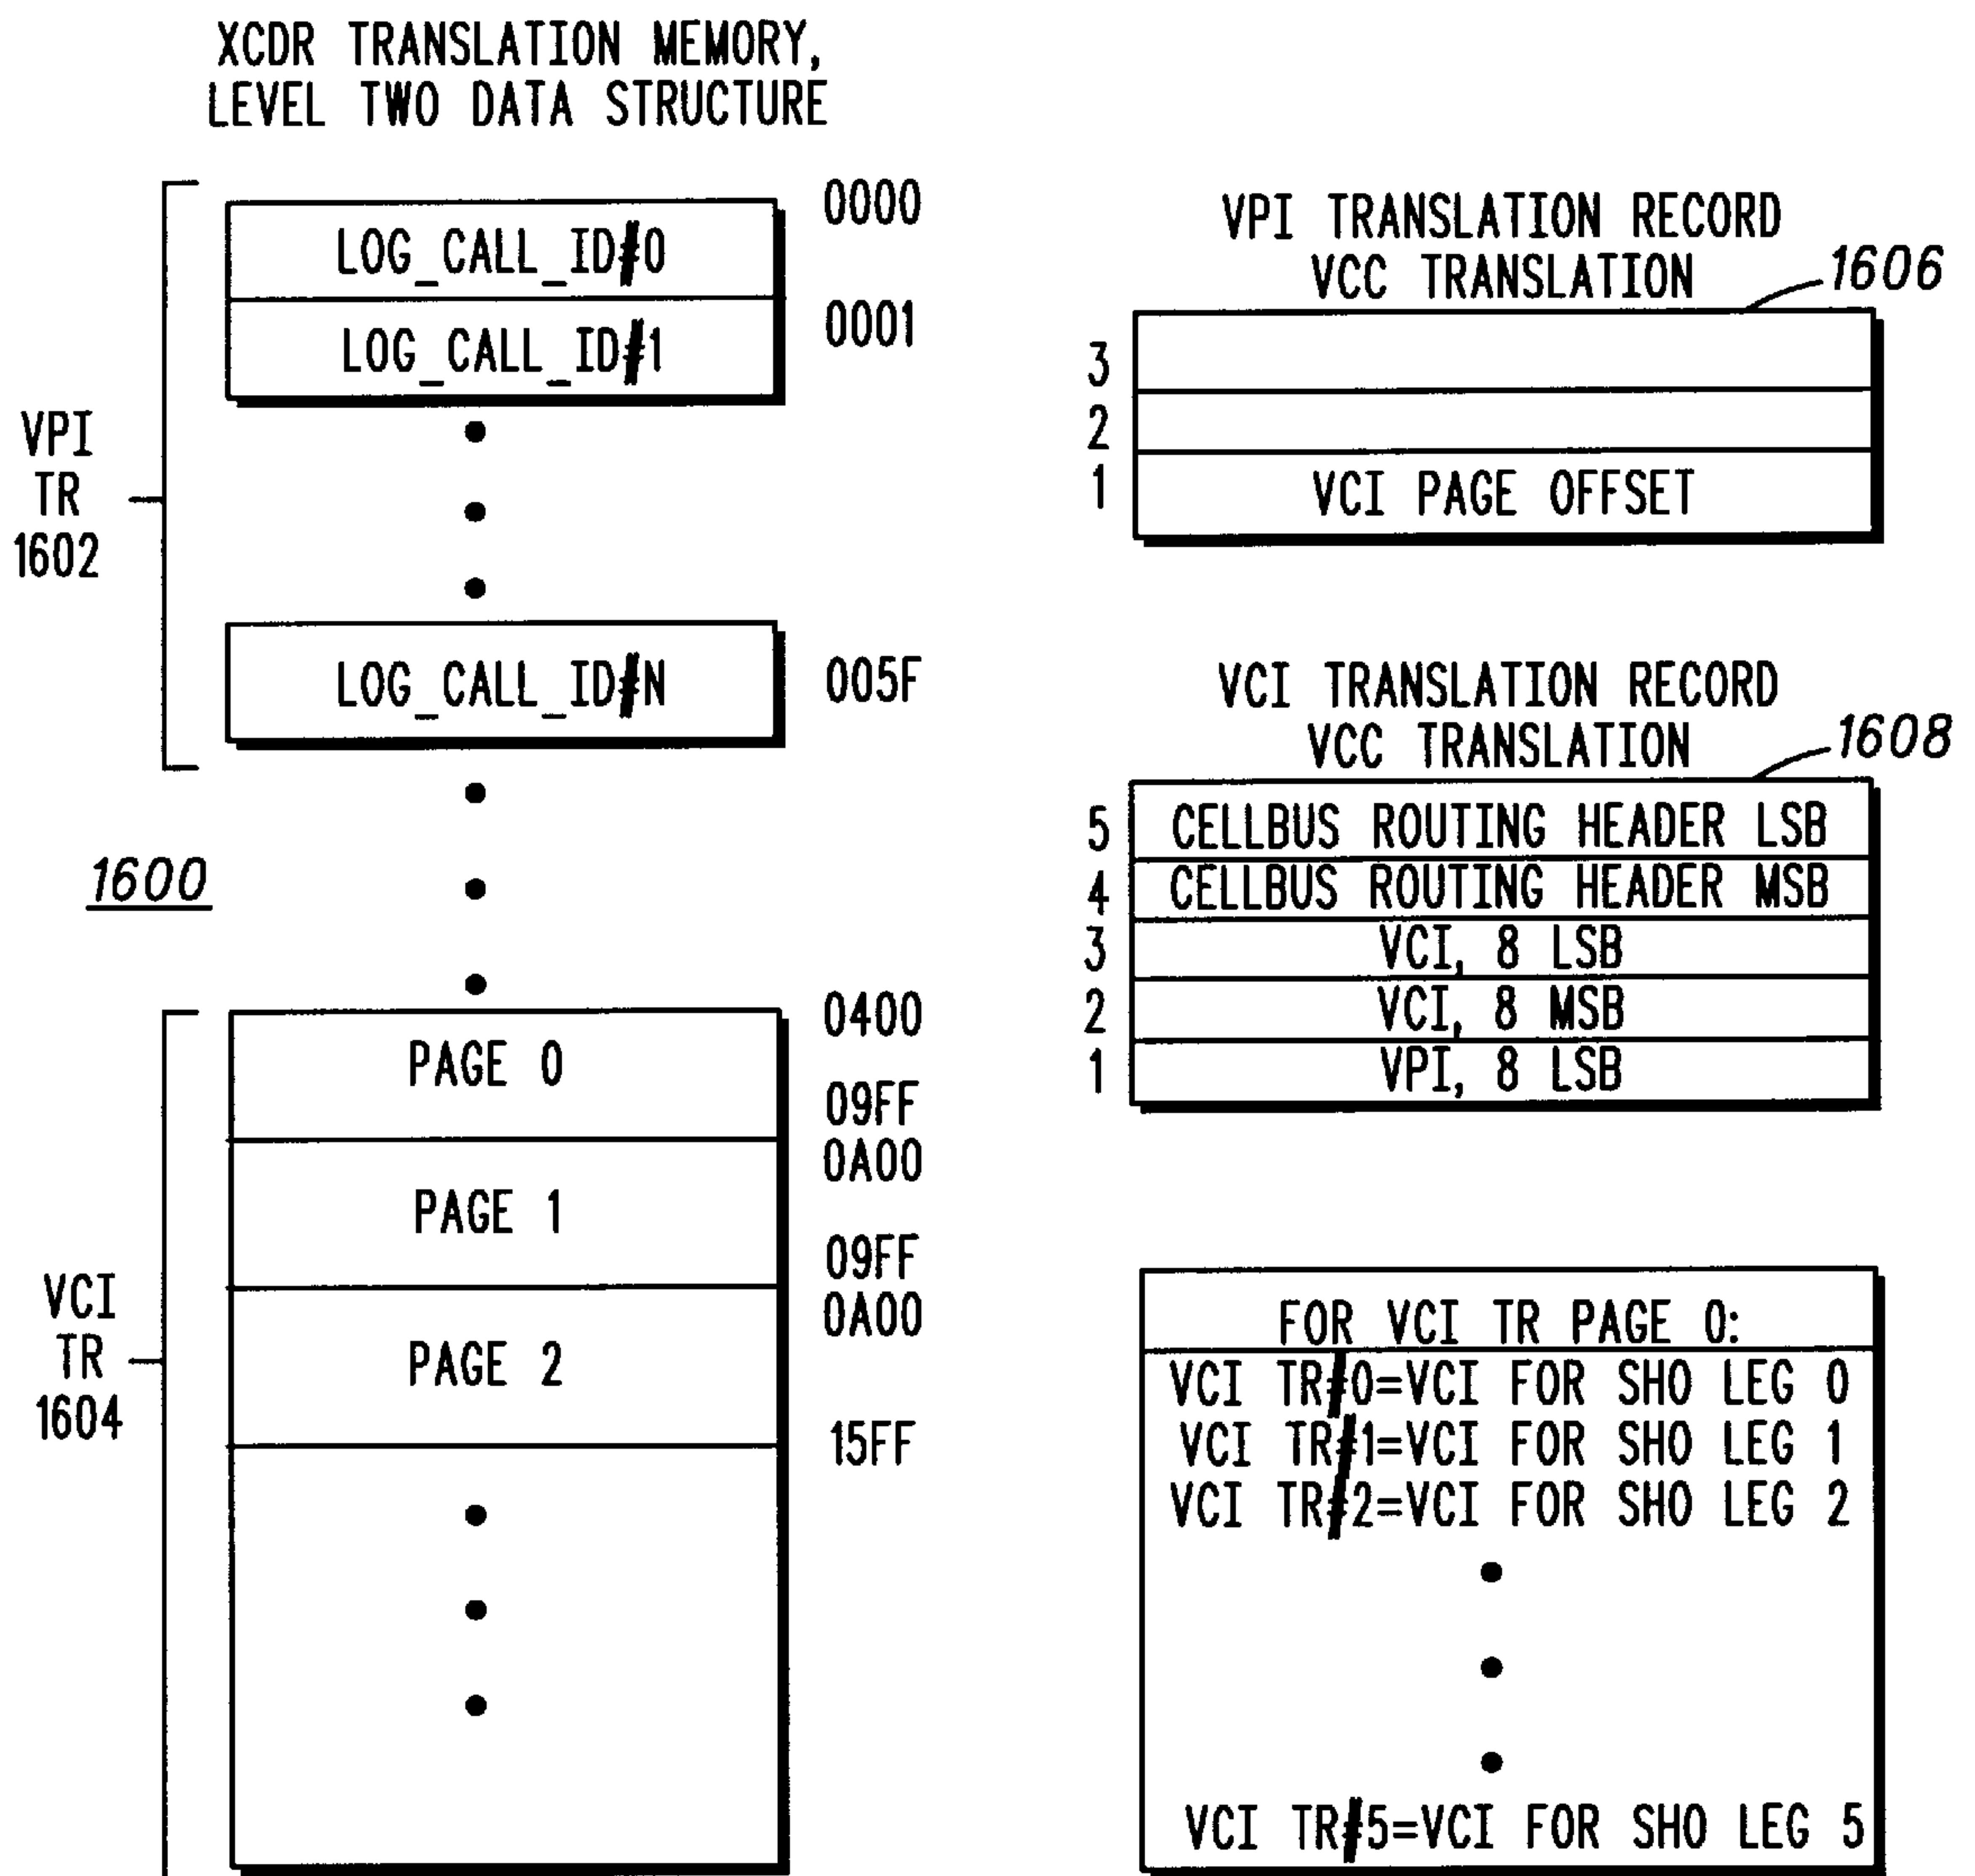 XCDR TRANSLATION MEMORY,
LEVEL TWO DATA STRUCTURE
VPI
TR
1602
LOG_CALL_ID#0
0000
LOG_CALL_ID#1
0001
LOG_CALL_ID#N
005F
1600
VCI
TR
1604
PAGE 0
0400
09FF
PAGE 1
0A00
09FF
PAGE 2
0A00
15FF
VPI TRANSLATION RECORD
VCC TRANSLATION
1606
3
2
1 VCI PAGE OFFSET
VCI TRANSLATION RECORD
VCC TRANSLATION
1608
5 CELLBUS ROUTING HEADER LSB
4 CELLBUS ROUTING HEADER MSB
3 VCI, 8 LSB
2 VCI, 8 MSB
1 VPI, 8 LSB
FOR VCI TR PAGE 0:
VCI TR#0=VCI FOR SHO LEG 0
VCI TR#1=VCI FOR SHO LEG 1
VCI TR#2=VCI FOR SHO LEG 2
VCI TR#5=VCI FOR SHO LEG 5